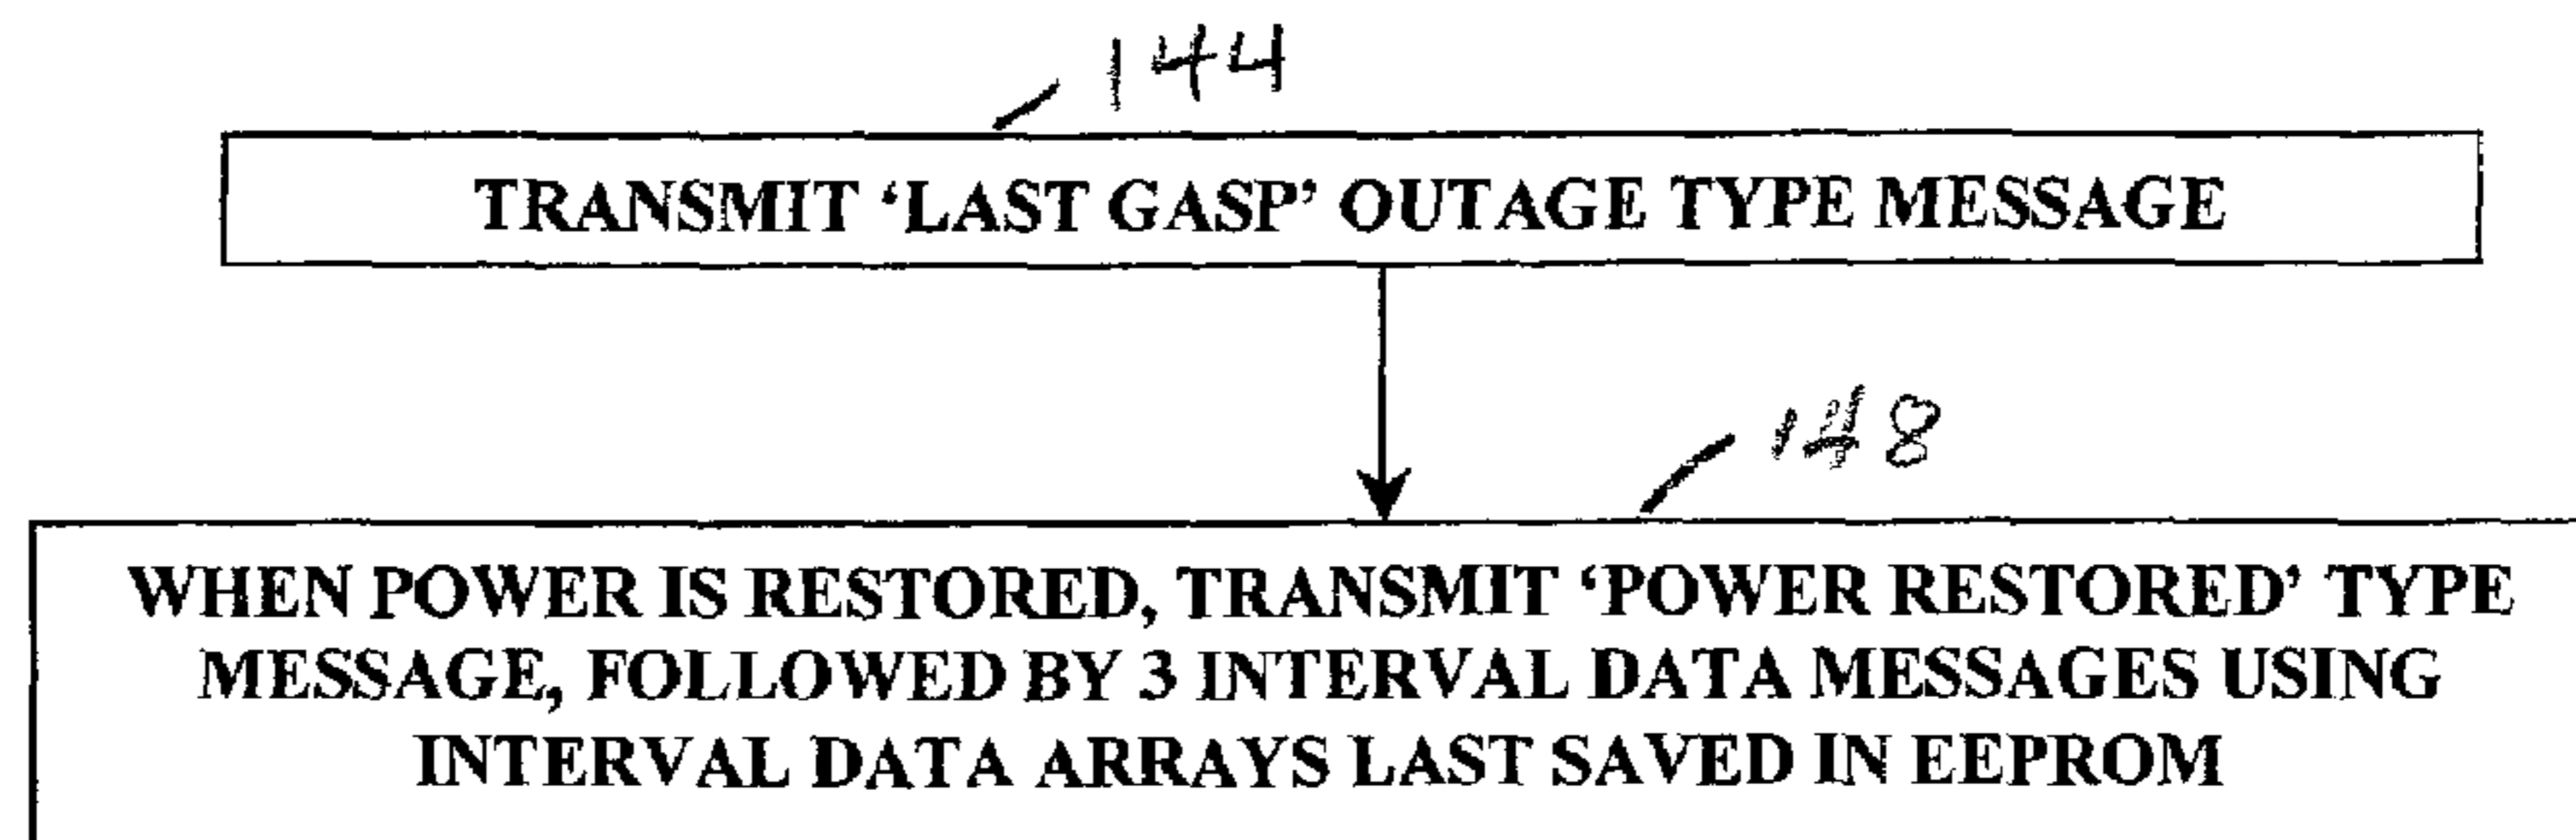 144
TRANSMIT ‘LAST GASP’ OUTAGE TYPE MESSAGE
148
WHEN POWER IS RESTORED, TRANSMIT ‘POWER RESTORED’ TYPE
MESSAGE, FOLLOWED BY 3 INTERVAL DATA MESSAGES USING
INTERVAL DATA ARRAYS LAST SAVED IN EEPROM